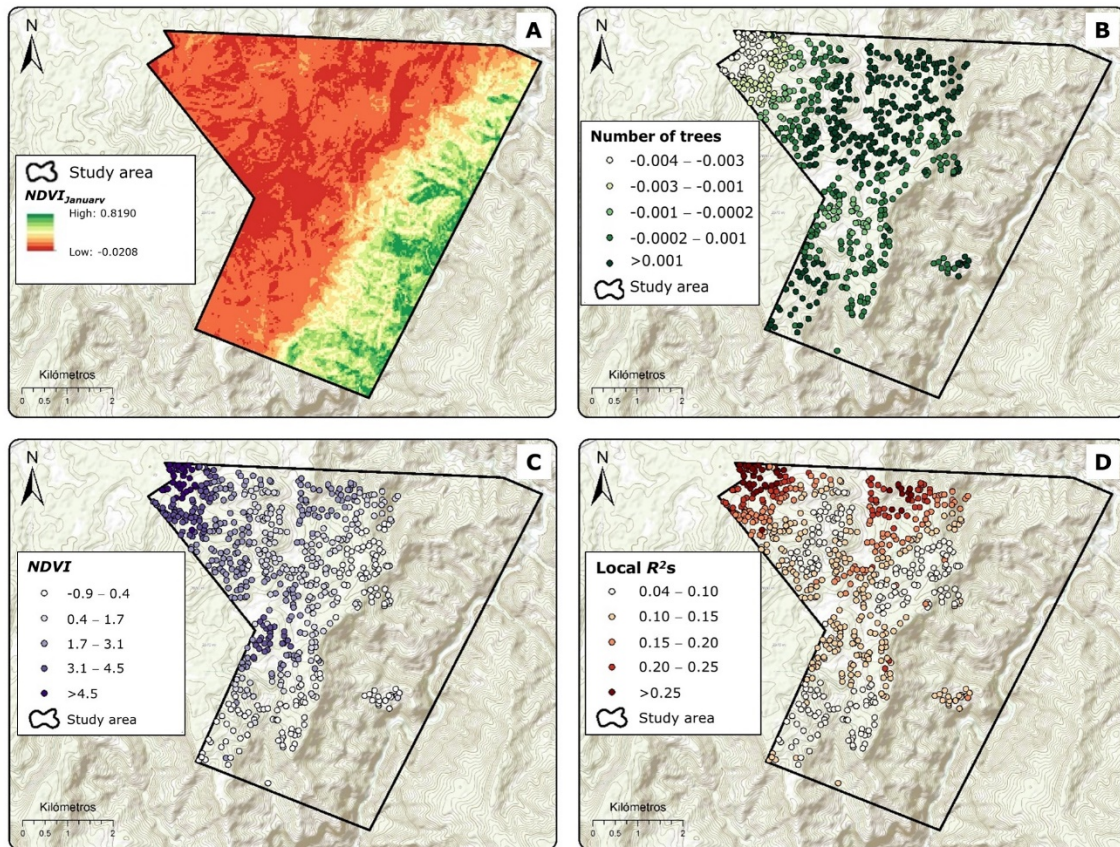 N
A
Study area
NDVI January
High: 0.8190
Low: -0.0208
Kilómetros
0 0.5 1 2
N
B
Number of trees
-0.004 – -0.003
-0.003 – -0.001
-0.001 – -0.0002
-0.0002 – 0.001
>0.001
Study area
Kilómetros
0 0.5 1 2
N
C
NDVI
-0.9 – 0.4
0.4 – 1.7
1.7 – 3.1
3.1 – 4.5
>4.5
Study area
Kilómetros
0 0.5 1 2
N
D
Local R²s
0.04 – 0.10
0.10 – 0.15
0.15 – 0.20
0.20 – 0.25
>0.25
Study area
Kilómetros
0 0.5 1 2